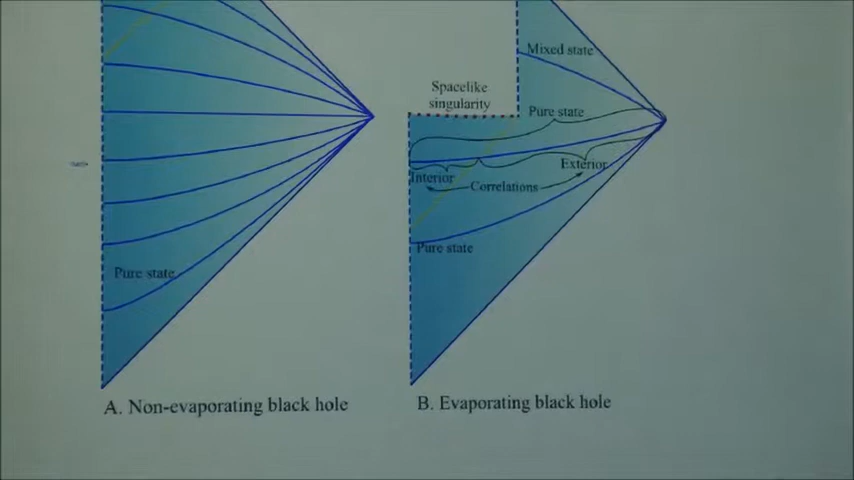 Pure state
A. Non-evaporating black hole
Mixed state
Spacelike
singularity
Pure state
Interior
Exterior
Correlations
Pure state
B. Evaporating black hole